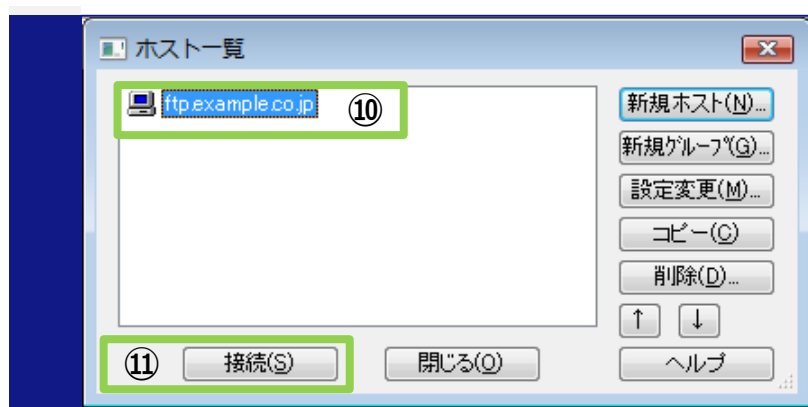 ホスト一覧
ftp.example.co.jp
⑩
新規ホスト(N)...
新規グループ(G)...
設定変更(M)...
コピー(C)
削除(D)...
↑ ↓
⑪ 接続(S) 閉じる(O) ヘルプ